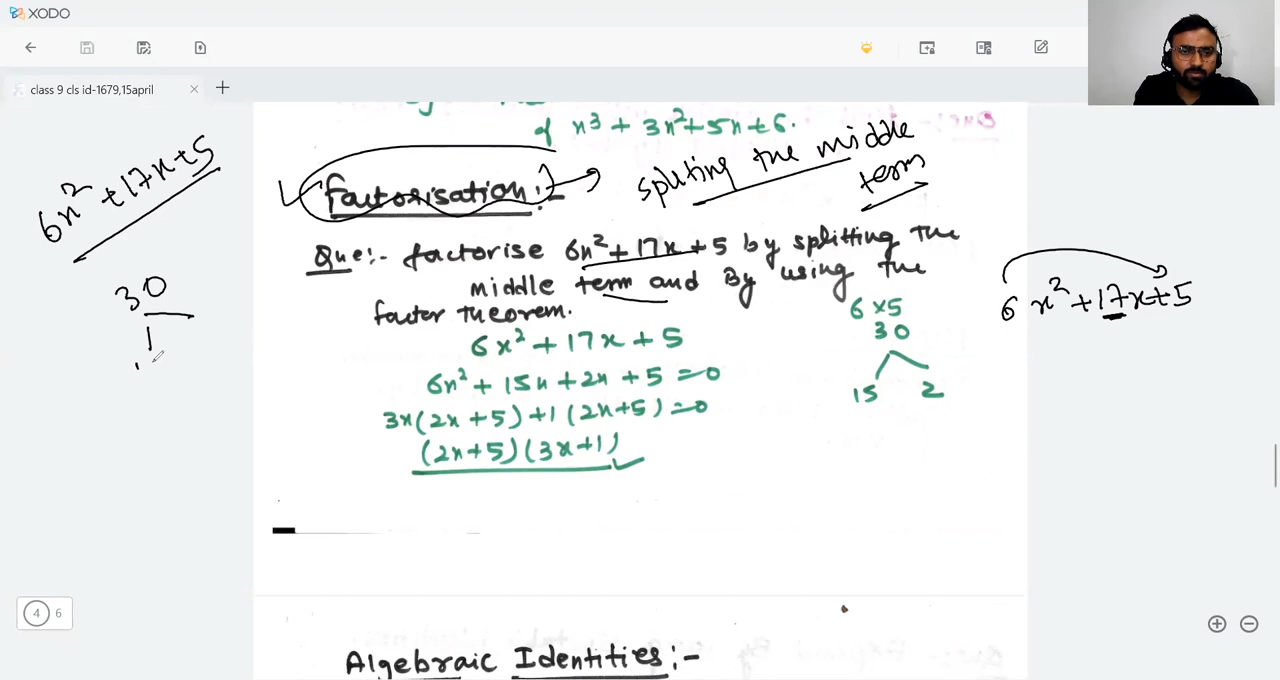 XODO
class 9 cls id-1679,15april
of x³ + 3x² + 5x + 6.
Que:-
factorisation :-
spliting the middle
term
6x² + 17x + 5
Que:- factorise 6x² + 17x + 5 by splitting the
middle term and By using the
factor theorem.
6x² + 17x + 5
6x² + 15x + 2x + 5 = 0
3x(2x + 5) + 1(2x + 5) = 0
(2x + 5)(3x + 1)
6 × 5
30
15 2
30
1
6x² + 17x + 5
4 6
Algebraic Identities :-